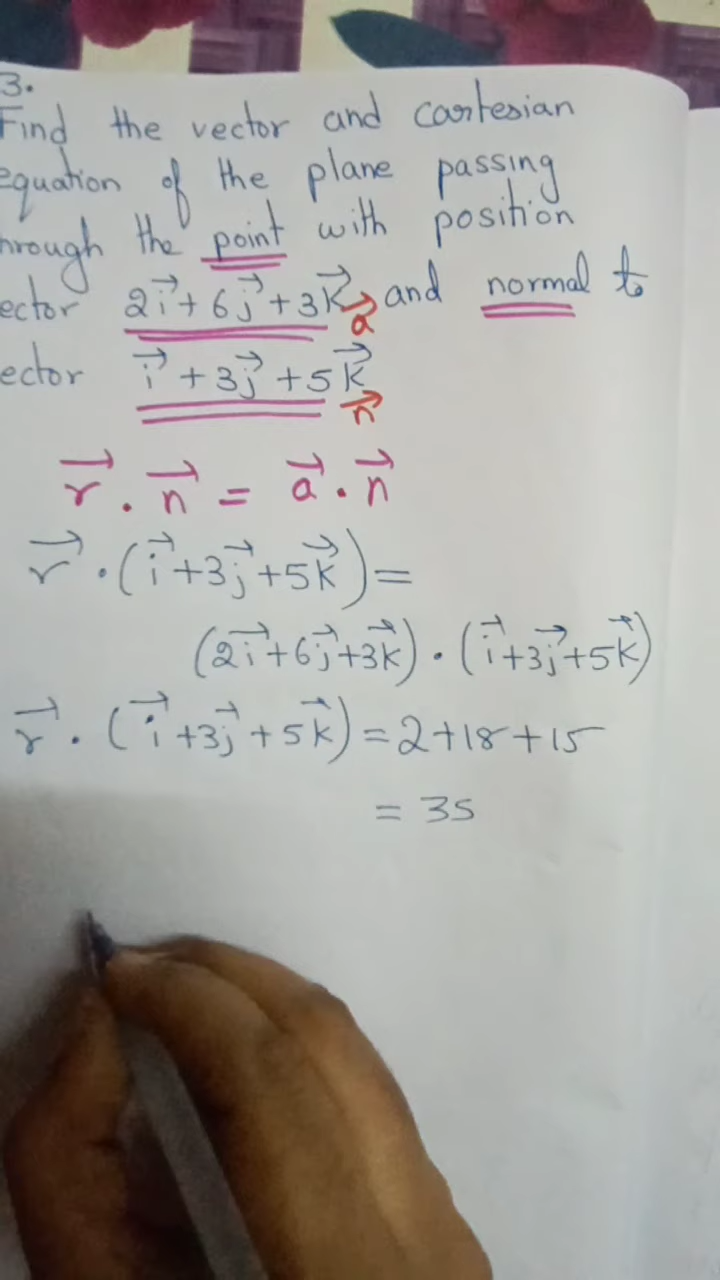 3.
Find the vector and cartesian
equation of the plane passing
hrough the point with position
ector 2i⃗ + 6j⃗ + 3k⃗ a⃗ and normal to
ector i⃗ + 3j⃗ + 5k⃗ n⃗
r⃗ . n⃗ = a⃗ . n⃗
r⃗ . (i⃗ + 3j⃗ + 5k⃗) =
(2i⃗ + 6j⃗ + 3k⃗) . (i⃗ + 3j⃗ + 5k⃗)
r⃗ . (i⃗ + 3j⃗ + 5k⃗) = 2 + 18 + 15
= 35